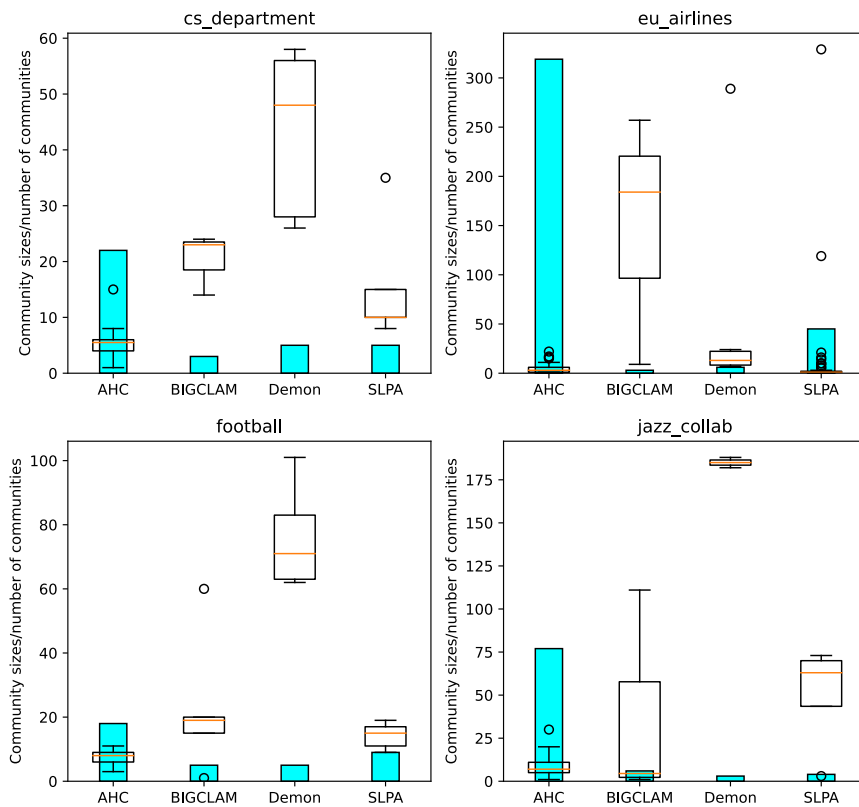 cs_department
Community sizes/number of communities
60
50
40
30
20
10
0
AHC BIGCLAM Demon SLPA
eu_airlines
Community sizes/number of communities
300
250
200
150
100
50
0
AHC BIGCLAM Demon SLPA
football
Community sizes/number of communities
100
80
60
40
20
0
AHC BIGCLAM Demon SLPA
jazz_collab
Community sizes/number of communities
175
150
125
100
75
50
25
0
AHC BIGCLAM Demon SLPA